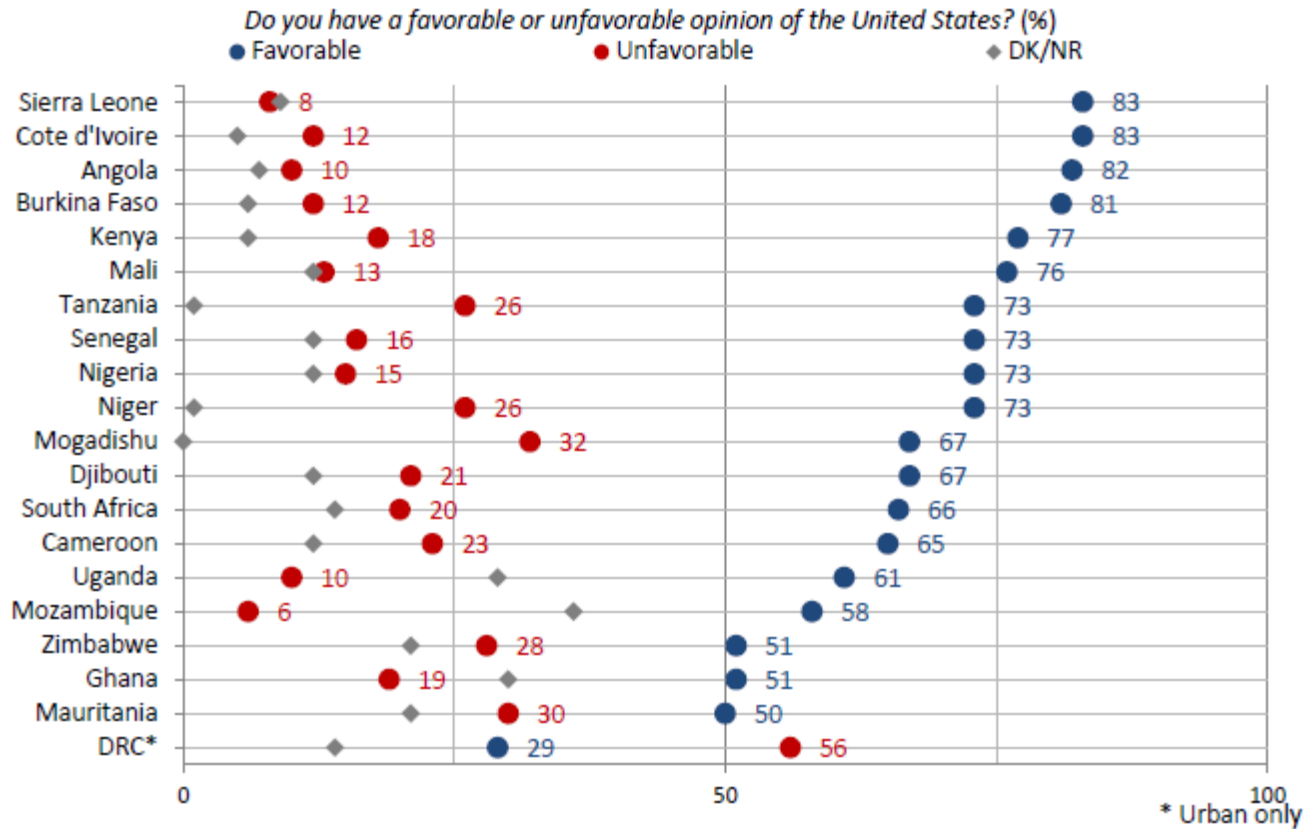 Do you have a favorable or unfavorable opinion of the United States? (%)
Favorable Unfavorable DK/NR
Sierra Leone 8 83
Cote d'Ivoire 12 83
Angola 10 82
Burkina Faso 12 81
Kenya 18 77
Mali 13 76
Tanzania 26 73
Senegal 16 73
Nigeria 15 73
Niger 26 73
Mogadishu 32 67
Djibouti 21 67
South Africa 20 66
Cameroon 23 65
Uganda 10 61
Mozambique 6 58
Zimbabwe 28 51
Ghana 19 51
Mauritania 30 50
DRC* 29 56
0 50 100
* Urban only